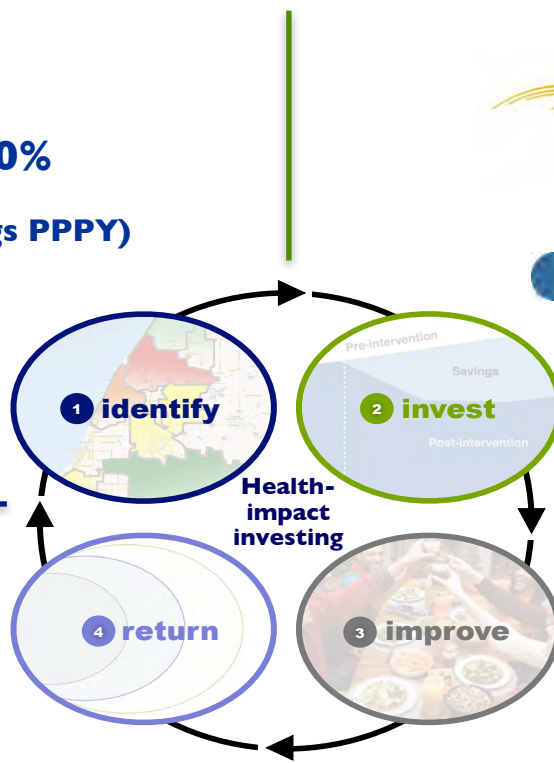 0%
gs PPPY)
Pre-intervention
Savings
Post-intervention
1 identify
2 invest
Health-
impact
investing
4 return
3 improve